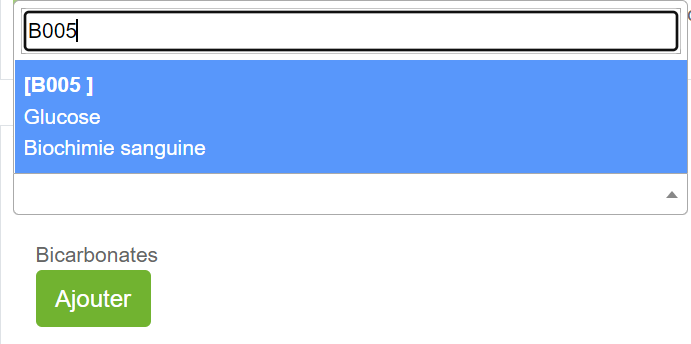 B005
[B005 ]
Glucose
Biochimie sanguine
Bicarbonates
Ajouter